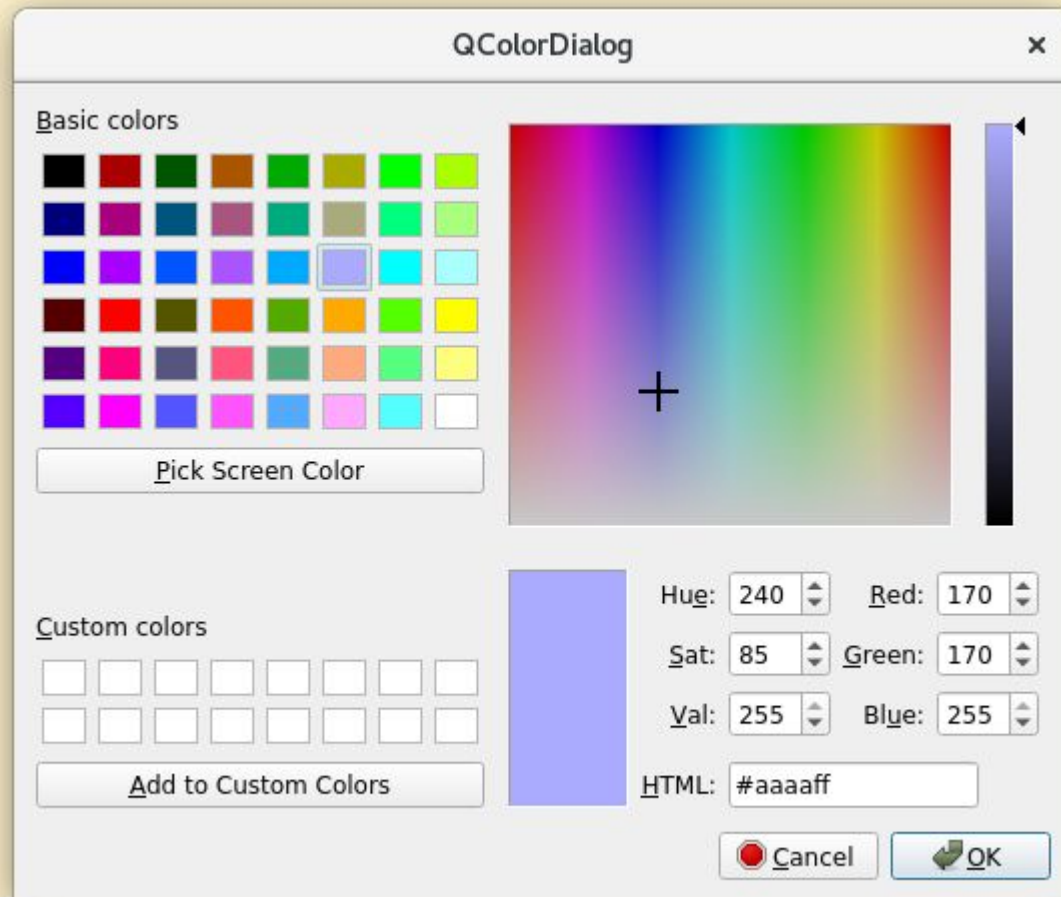 QColorDialog
Basic colors
Pick Screen Color
Custom colors
Add to Custom Colors
Hue: 240 Red: 170
Sat: 85 Green: 170
Val: 255 Blue: 255
HTML: #aaaaff
Cancel OK